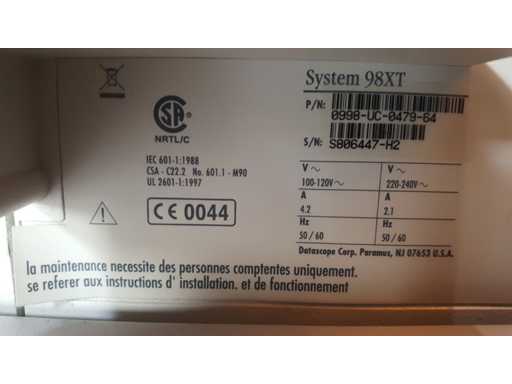 System 98XT
P/N:
0998-UC-0479-64
S/N:
S806447-H2
CSA
NRTL/C
IEC 601-1:1988
CSA - C22.2 No. 601.1 - M90
UL 2601-1:1997
CE 0044
V ~ V ~
100-120V~ 220-240V~
A A
4.2 2.1
Hz Hz
50/60 50/60
Datascope Corp. Paramus, NJ 07653 U.S.A.
la maintenance necessite des personnes comptentes uniquement.
se referer aux instructions d' installation. et de fonctionnement